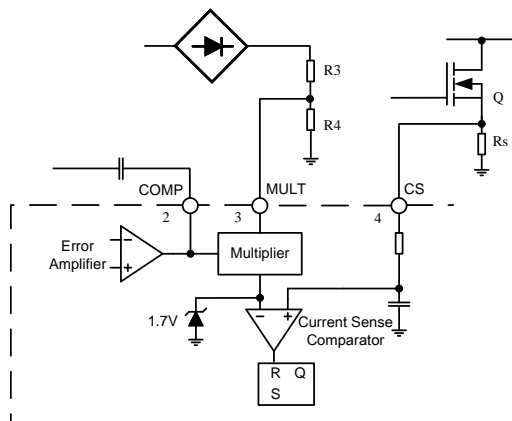 R3
Q
R4
Rs
COMP
MULT
CS
2
3
4
Error
Amplifier
Multiplier
1.7V
Current Sense
Comparator
R Q
S